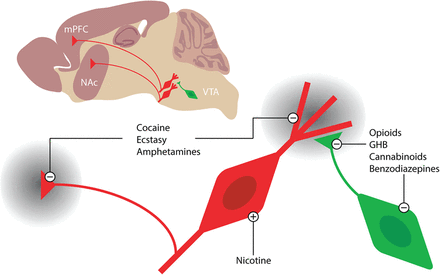 mPFC
NAc
VTA
Cocaine
Ecstasy
Amphetamines
Opioids
GHB
Cannabinoids
Benzodiazepines
Nicotine